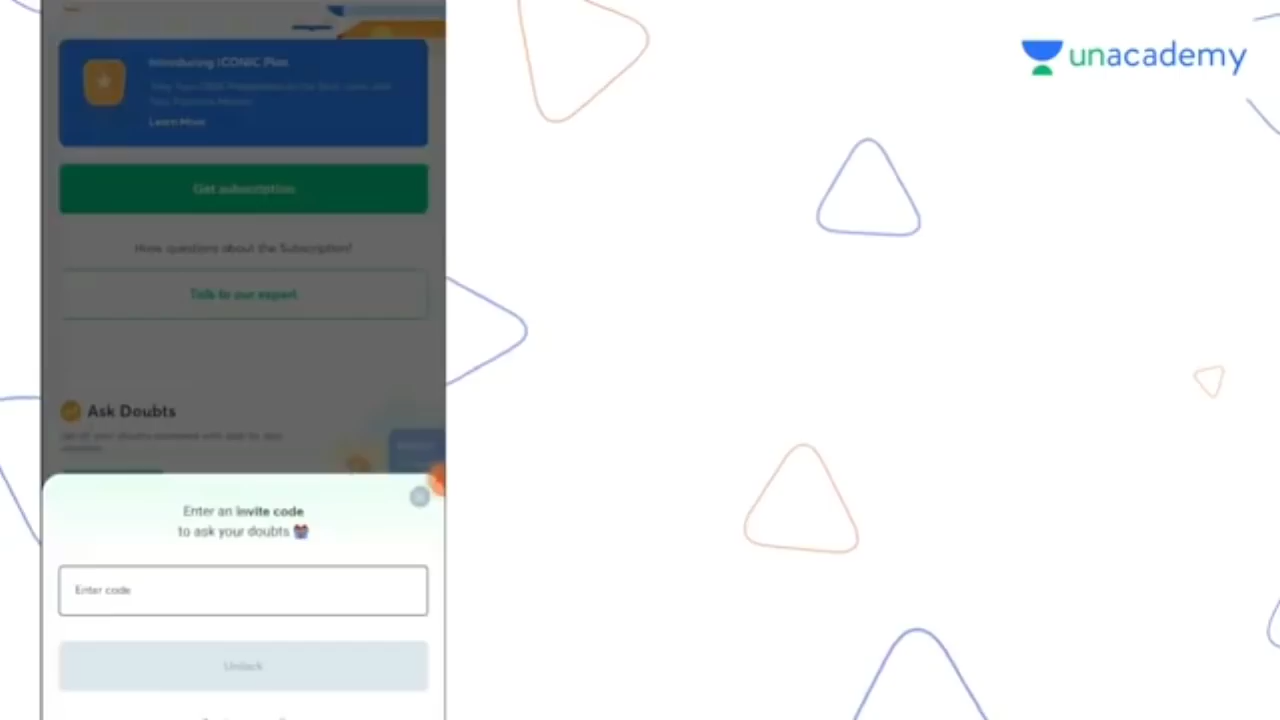 unacademy
Introducing ICONIC Plan
Learn More
Get subscription
Have questions about the Subscription?
Talk to our expert
Ask Doubts
Enter an invite code
to ask your doubts
Enter code
Unlock